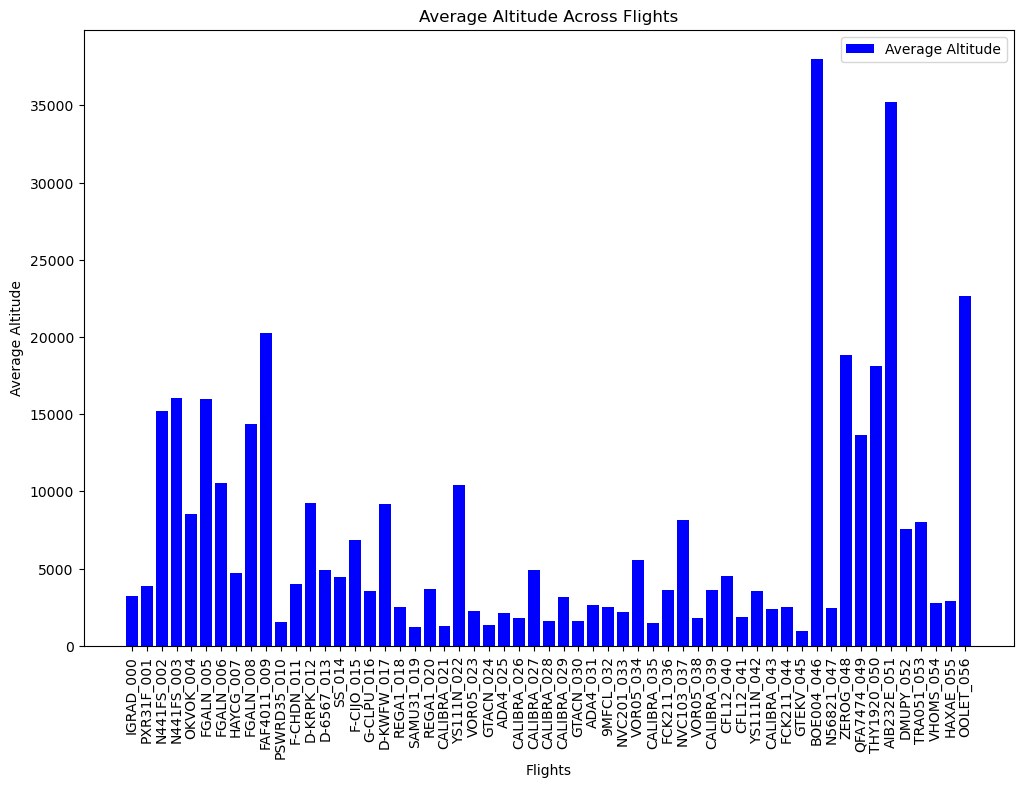 Average Altitude Across Flights
Average Altitude
35000
30000
25000
20000
15000
10000
5000
0
Average Altitude
IGRAD_000
PXR31F_001
N441FS_002
N441FS_003
OKVOK_004
FGALN_005
FGALN_006
HAYCG_007
FGALN_008
FAF4011_009
PSWRD35_010
F-CHDN_011
D-KRPK_012
D-6567_013
SS_014
F-CIJO_015
G-CLPU_016
D-KWFW_017
REGA1_018
SAMU31_019
REGA1_020
CALIBRA_021
YS111N_022
VOR05_023
GTACN_024
ADA4_025
CALIBRA_026
CALIBRA_027
CALIBRA_028
CALIBRA_029
GTACN_030
ADA4_031
9MFCL_032
NVC201_033
VOR05_034
CALIBRA_035
FCK211_036
NVC103_037
VOR05_038
CALIBRA_039
CFL12_040
CFL12_041
YS111N_042
CALIBRA_043
FCK211_044
GTEKV_045
BOE004_046
N56821_047
ZEROG_048
QFA7474_049
THY1920_050
AIB232E_051
DMUPY_052
TRA051_053
VHOMS_054
HAXAE_055
OOLET_056
Flights